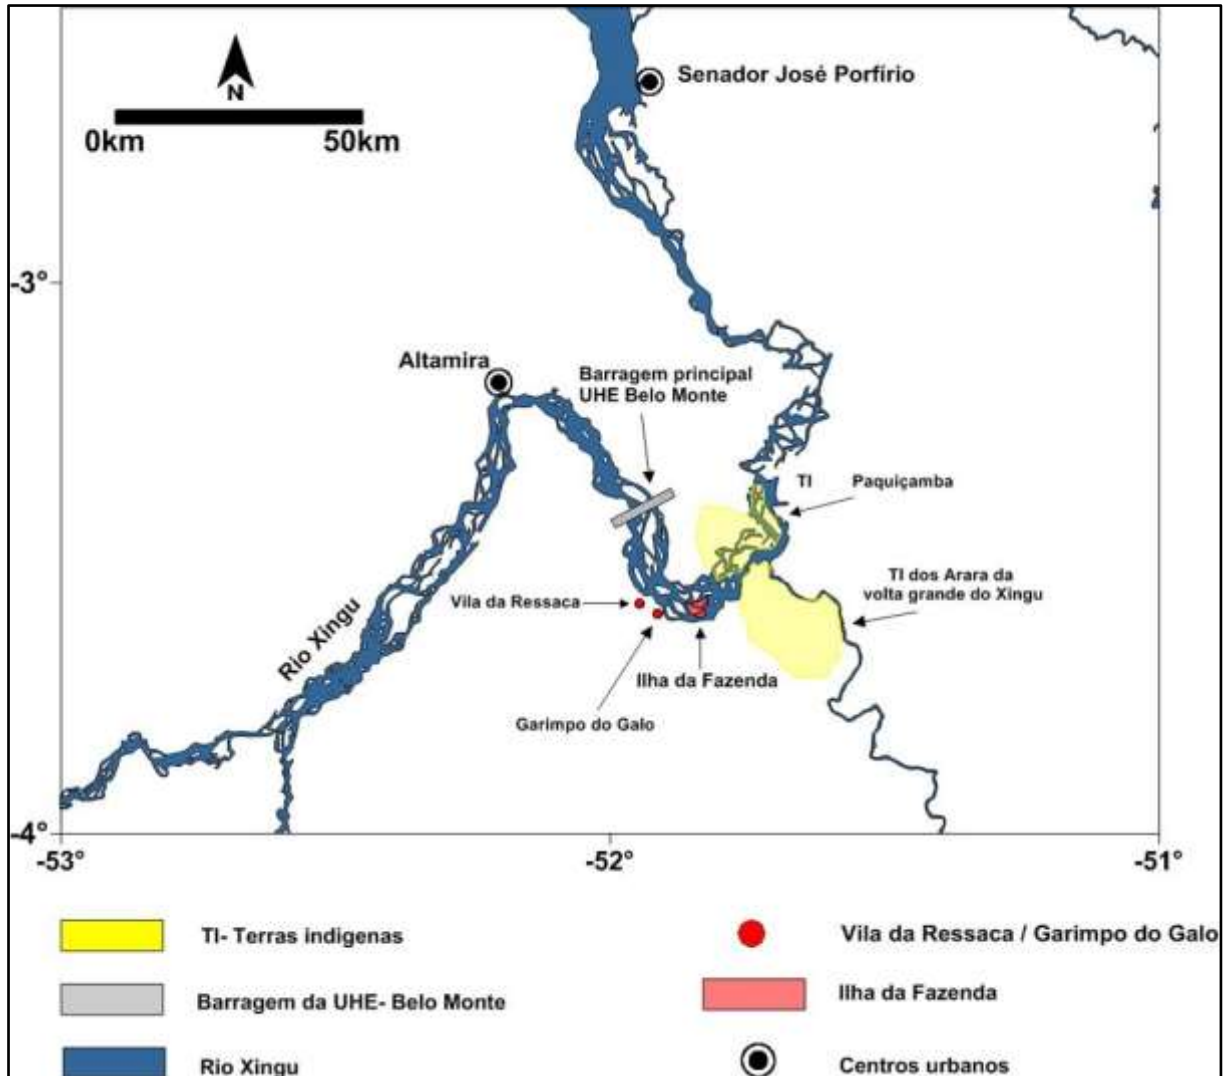 Senador José Porfírio
N
0km 50km
-3°
Altamira
Barragem principal
UHE Belo Monte
TI Paquiçamba
TI dos Arara da
volta grande do Xingu
Vila da Ressaca
Rio Xingu
Ilha da Fazenda
Garimpo do Galo
-4°
-53° -52° -51°
TI- Terras indigenas
Vila da Ressaca / Garimpo do Galo
Barragem da UHE- Belo Monte
Ilha da Fazenda
Rio Xingu
Centros urbanos